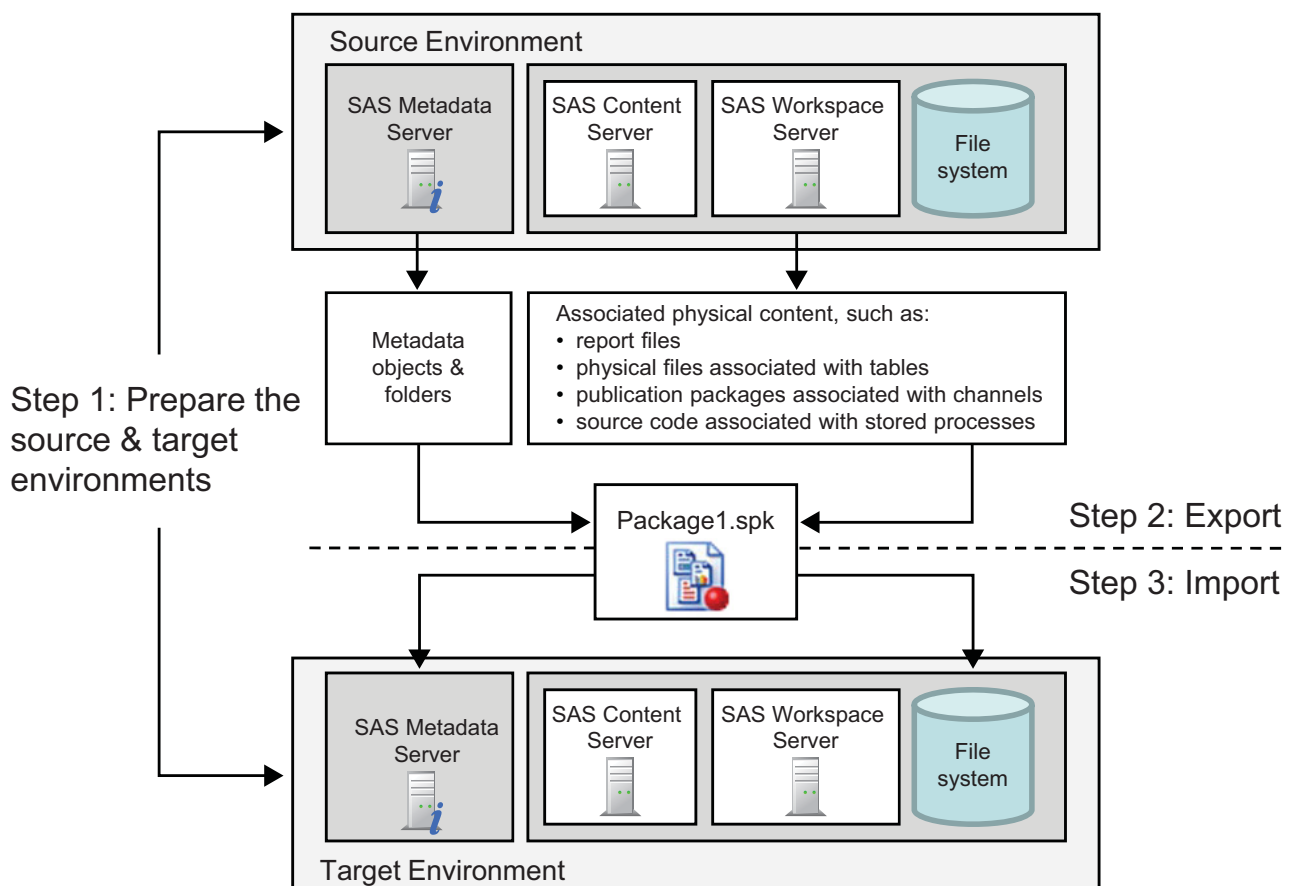 Source Environment
SAS Metadata
Server
SAS Content
Server
SAS Workspace
Server
File
system
Metadata
objects &
folders
Associated physical content, such as:
• report files
• physical files associated with tables
• publication packages associated with channels
• source code associated with stored processes
Step 1: Prepare the
source & target
environments
Package1.spk
Step 2: Export
Step 3: Import
SAS Metadata
Server
SAS Content
Server
SAS Workspace
Server
File
system
Target Environment